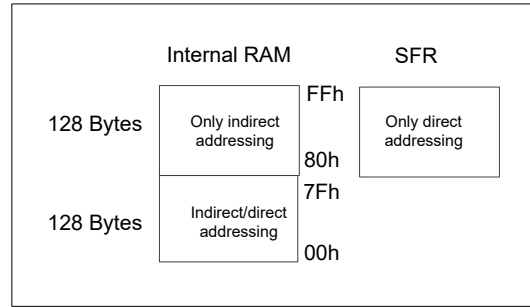 Internal RAM
SFR
FFh
128 Bytes
Only indirect
addressing
Only direct
addressing
80h
7Fh
128 Bytes
Indirect/direct
addressing
00h